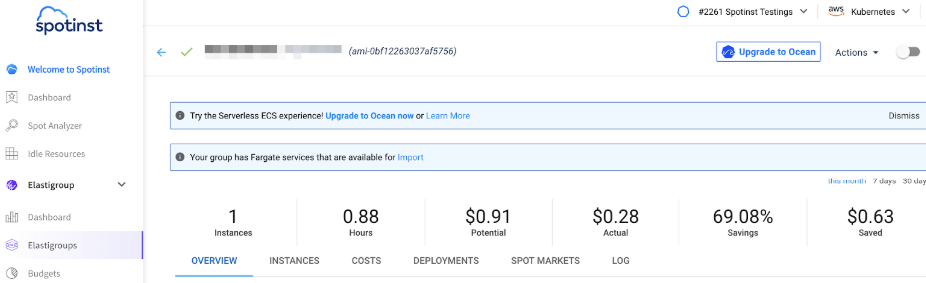 spotinst
#2261 Spotinst Testings
aws
Kubernetes
(ami-0bf12263037af5756)
Upgrade to Ocean
Actions
Welcome to Spotinst
Dashboard
Spot Analyzer
Idle Resources
Elastigroup
Dashboard
Elastigroups
Budgets
Try the Serverless ECS experience! Upgrade to Ocean now or Learn More
Dismiss
Your group has Fargate services that are available for Import
this month 7 days 30 day
1 0.88 $0.91 $0.28 69.08% $0.63
Instances Hours Potential Actual Savings Saved
OVERVIEW INSTANCES COSTS DEPLOYMENTS SPOT MARKETS LOG